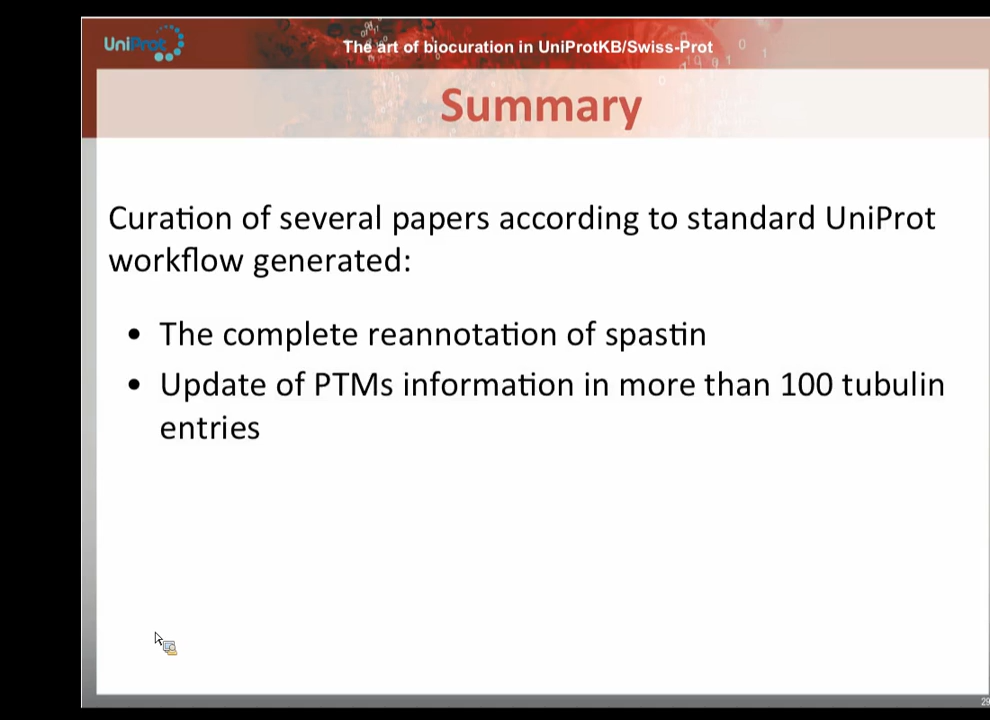 UniProt
The art of biocuration in UniProtKB/Swiss-Prot
Summary
Curation of several papers according to standard UniProt
workflow generated:
• The complete reannotation of spastin
• Update of PTMs information in more than 100 tubulin
entries